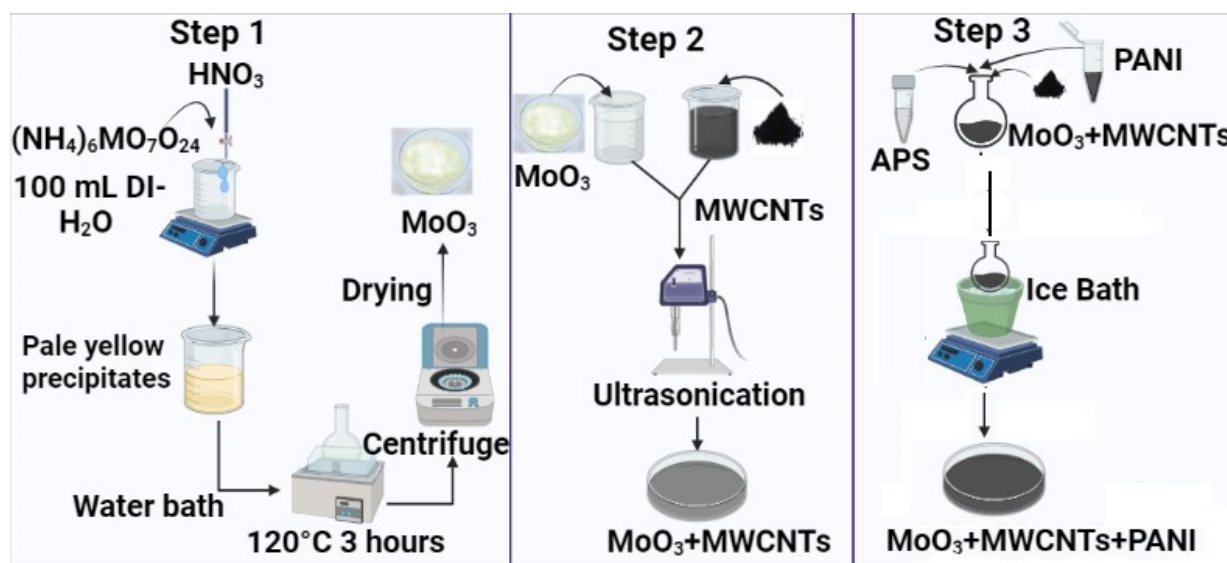 Step 1
HNO₃
(NH₄)₆MO₇O₂₄
100 mL DI-
H₂O
Pale yellow
precipitates
Water bath
120°C 3 hours
Centrifuge
Drying
MoO₃
Step 2
MoO₃
MWCNTs
Ultrasonication
MoO₃+MWCNTs
Step 3
PANI
APS
MoO₃+MWCNTs
Ice Bath
MoO₃+MWCNTs+PANI